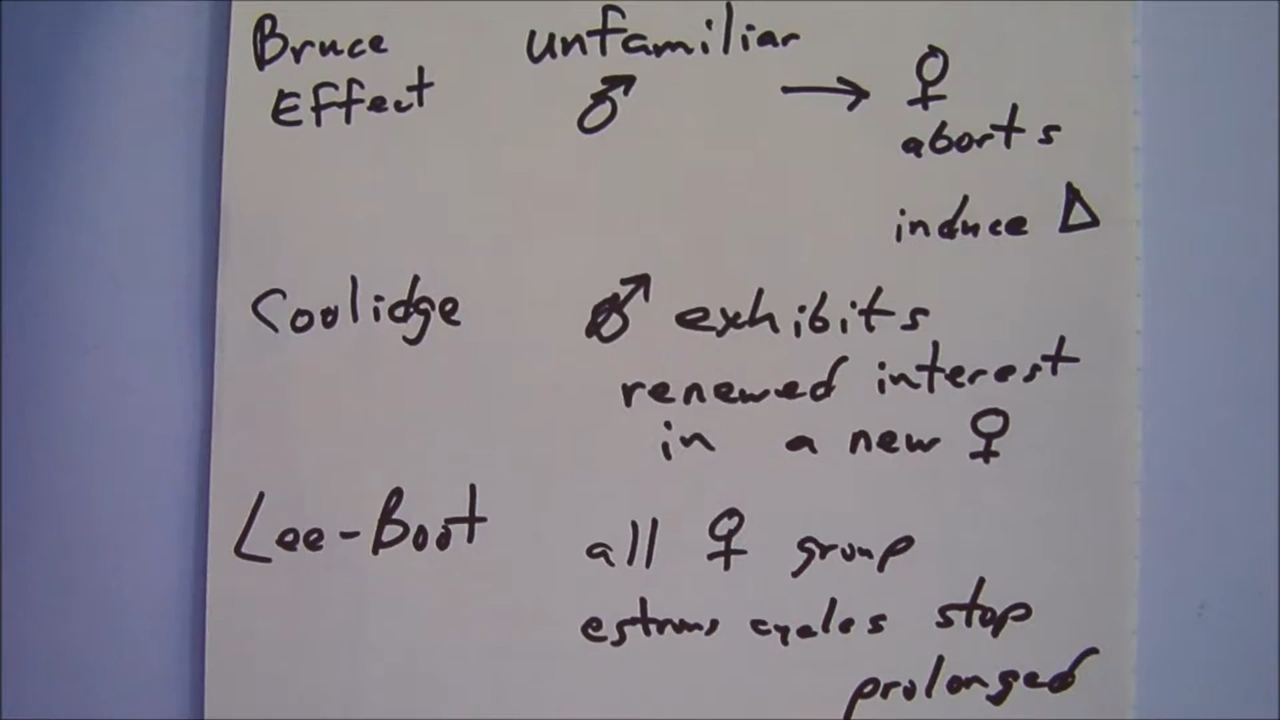 Bruce unfamiliar
Effect ♂ → ♀
aborts
induce Δ
Coolidge ♂ exhibits
renewed interest
in a new ♀
Lee-Boot all ♀ group
estrus cycles stop
prolonged